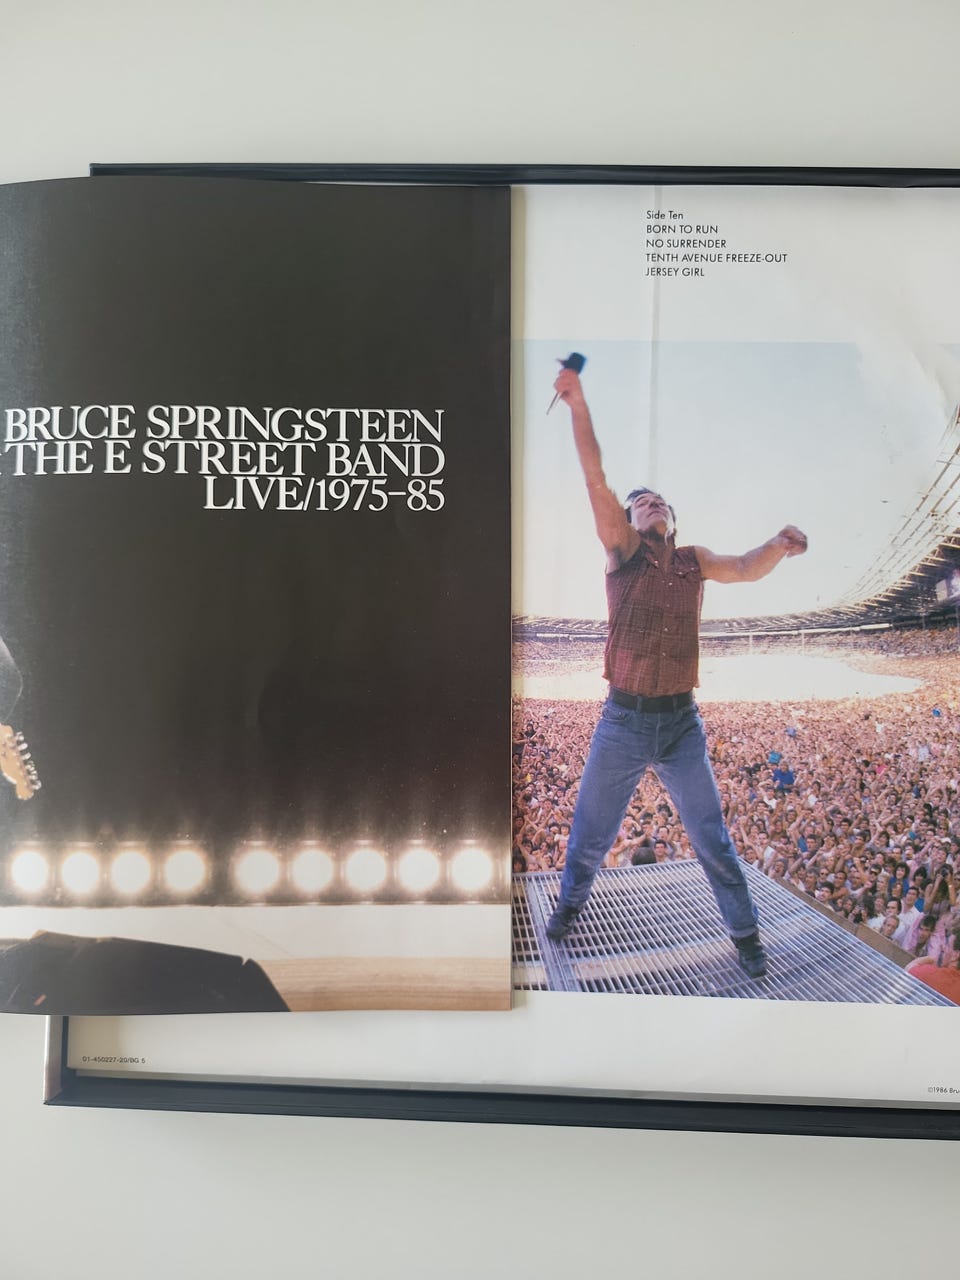 BRUCE SPRINGSTEEN
THE E STREET BAND
LIVE/1975–85
Side Ten
BORN TO RUN
NO SURRENDER
TENTH AVENUE FREEZE-OUT
JERSEY GIRL
01-450227-20/BG 5
©1986 Bru